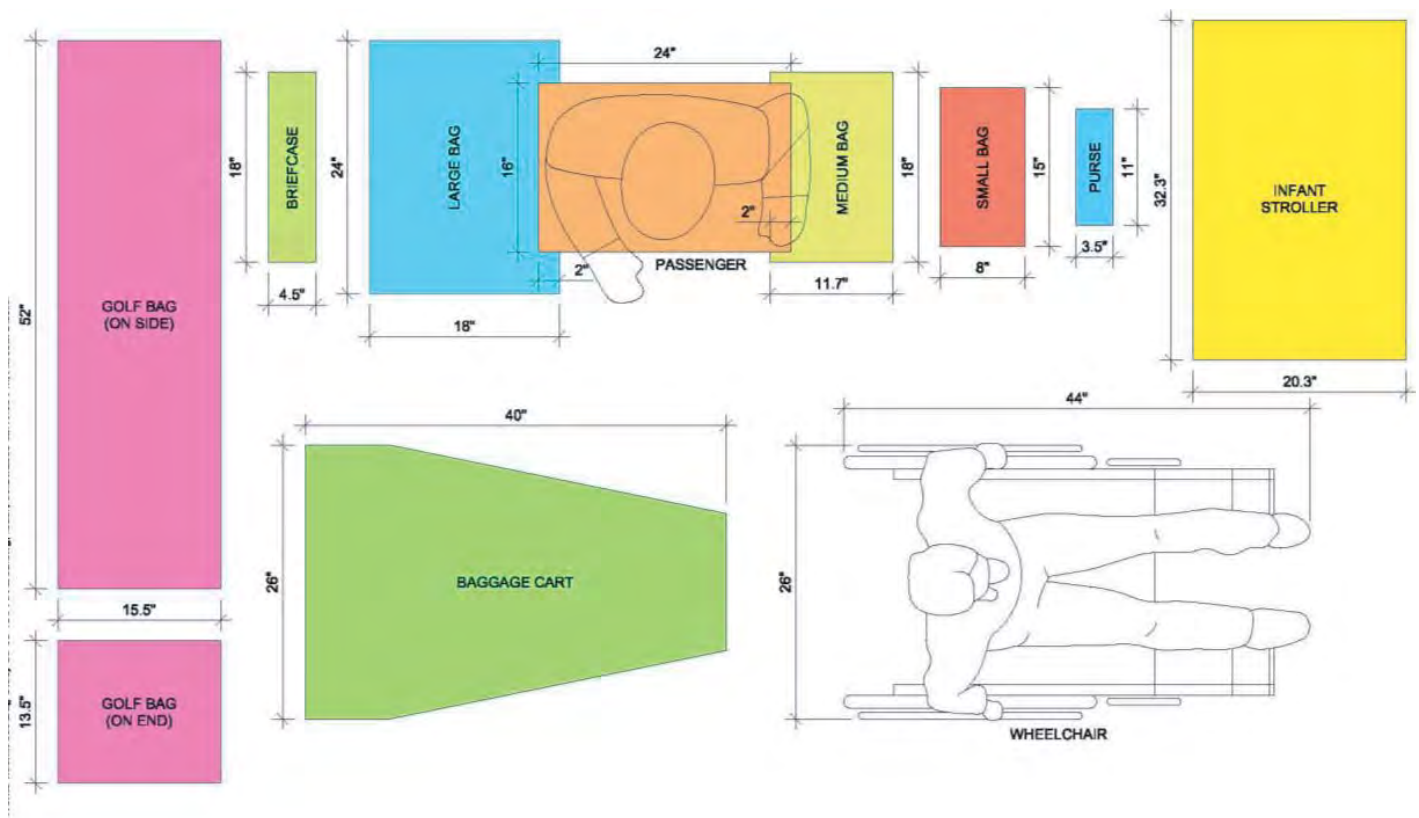 52"
GOLF BAG
(ON SIDE)
15.5"
13.5"
GOLF BAG
(ON END)
18"
BRIEFCASE
4.5"
24"
LARGE BAG
18"
24"
16"
2"
2"
PASSENGER
MEDIUM BAG
18"
11.7"
SMALL BAG
15"
8"
PURSE
11"
3.5"
32.3"
INFANT
STROLLER
20.3"
40"
26"
BAGGAGE CART
44"
26"
WHEELCHAIR